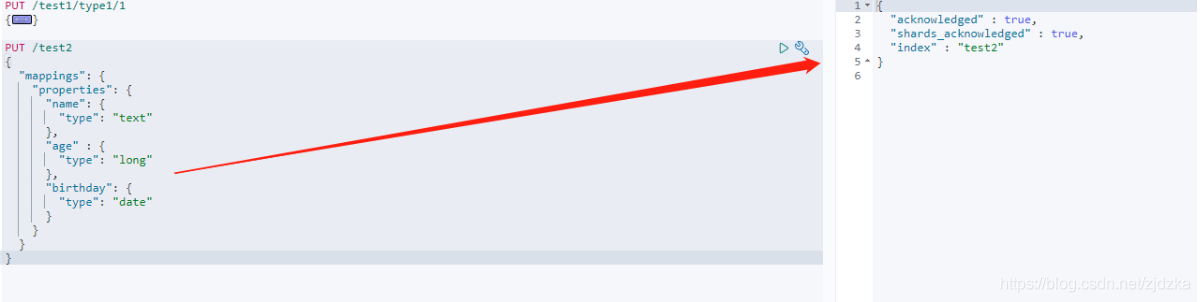 PUT /test1/type1/1
{}
PUT /test2
{
  "mappings": {
    "properties": {
      "name": {
        "type": "text"
      },
      "age" : {
        "type": "long"
      },
      "birthday": {
        "type": "date"
      }
    }
  }
}
1 {
2   "acknowledged" : true,
3   "shards_acknowledged" : true,
4   "index" : "test2"
5 }
6
https://blog.csdn.net/zjdzka